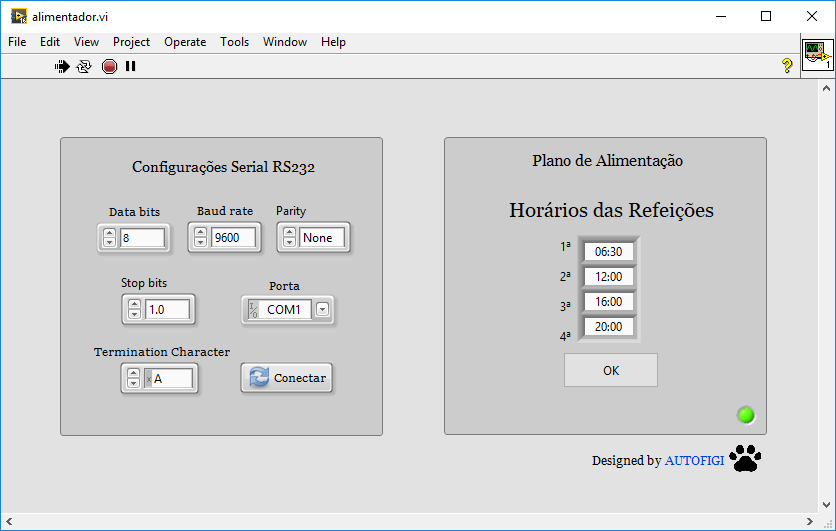 alimentador.vi
File Edit View Project Operate Tools Window Help
?
1
Configurações Serial RS232
Data bits
8
Baud rate
9600
Parity
None
Stop bits
1.0
Porta
I/O
COM1
Termination Character
x A
Conectar
Plano de Alimentação
Horários das Refeições
1ª 06:30
2ª 12:00
3ª 16:00
4ª 20:00
OK
Designed by AUTOFIGI